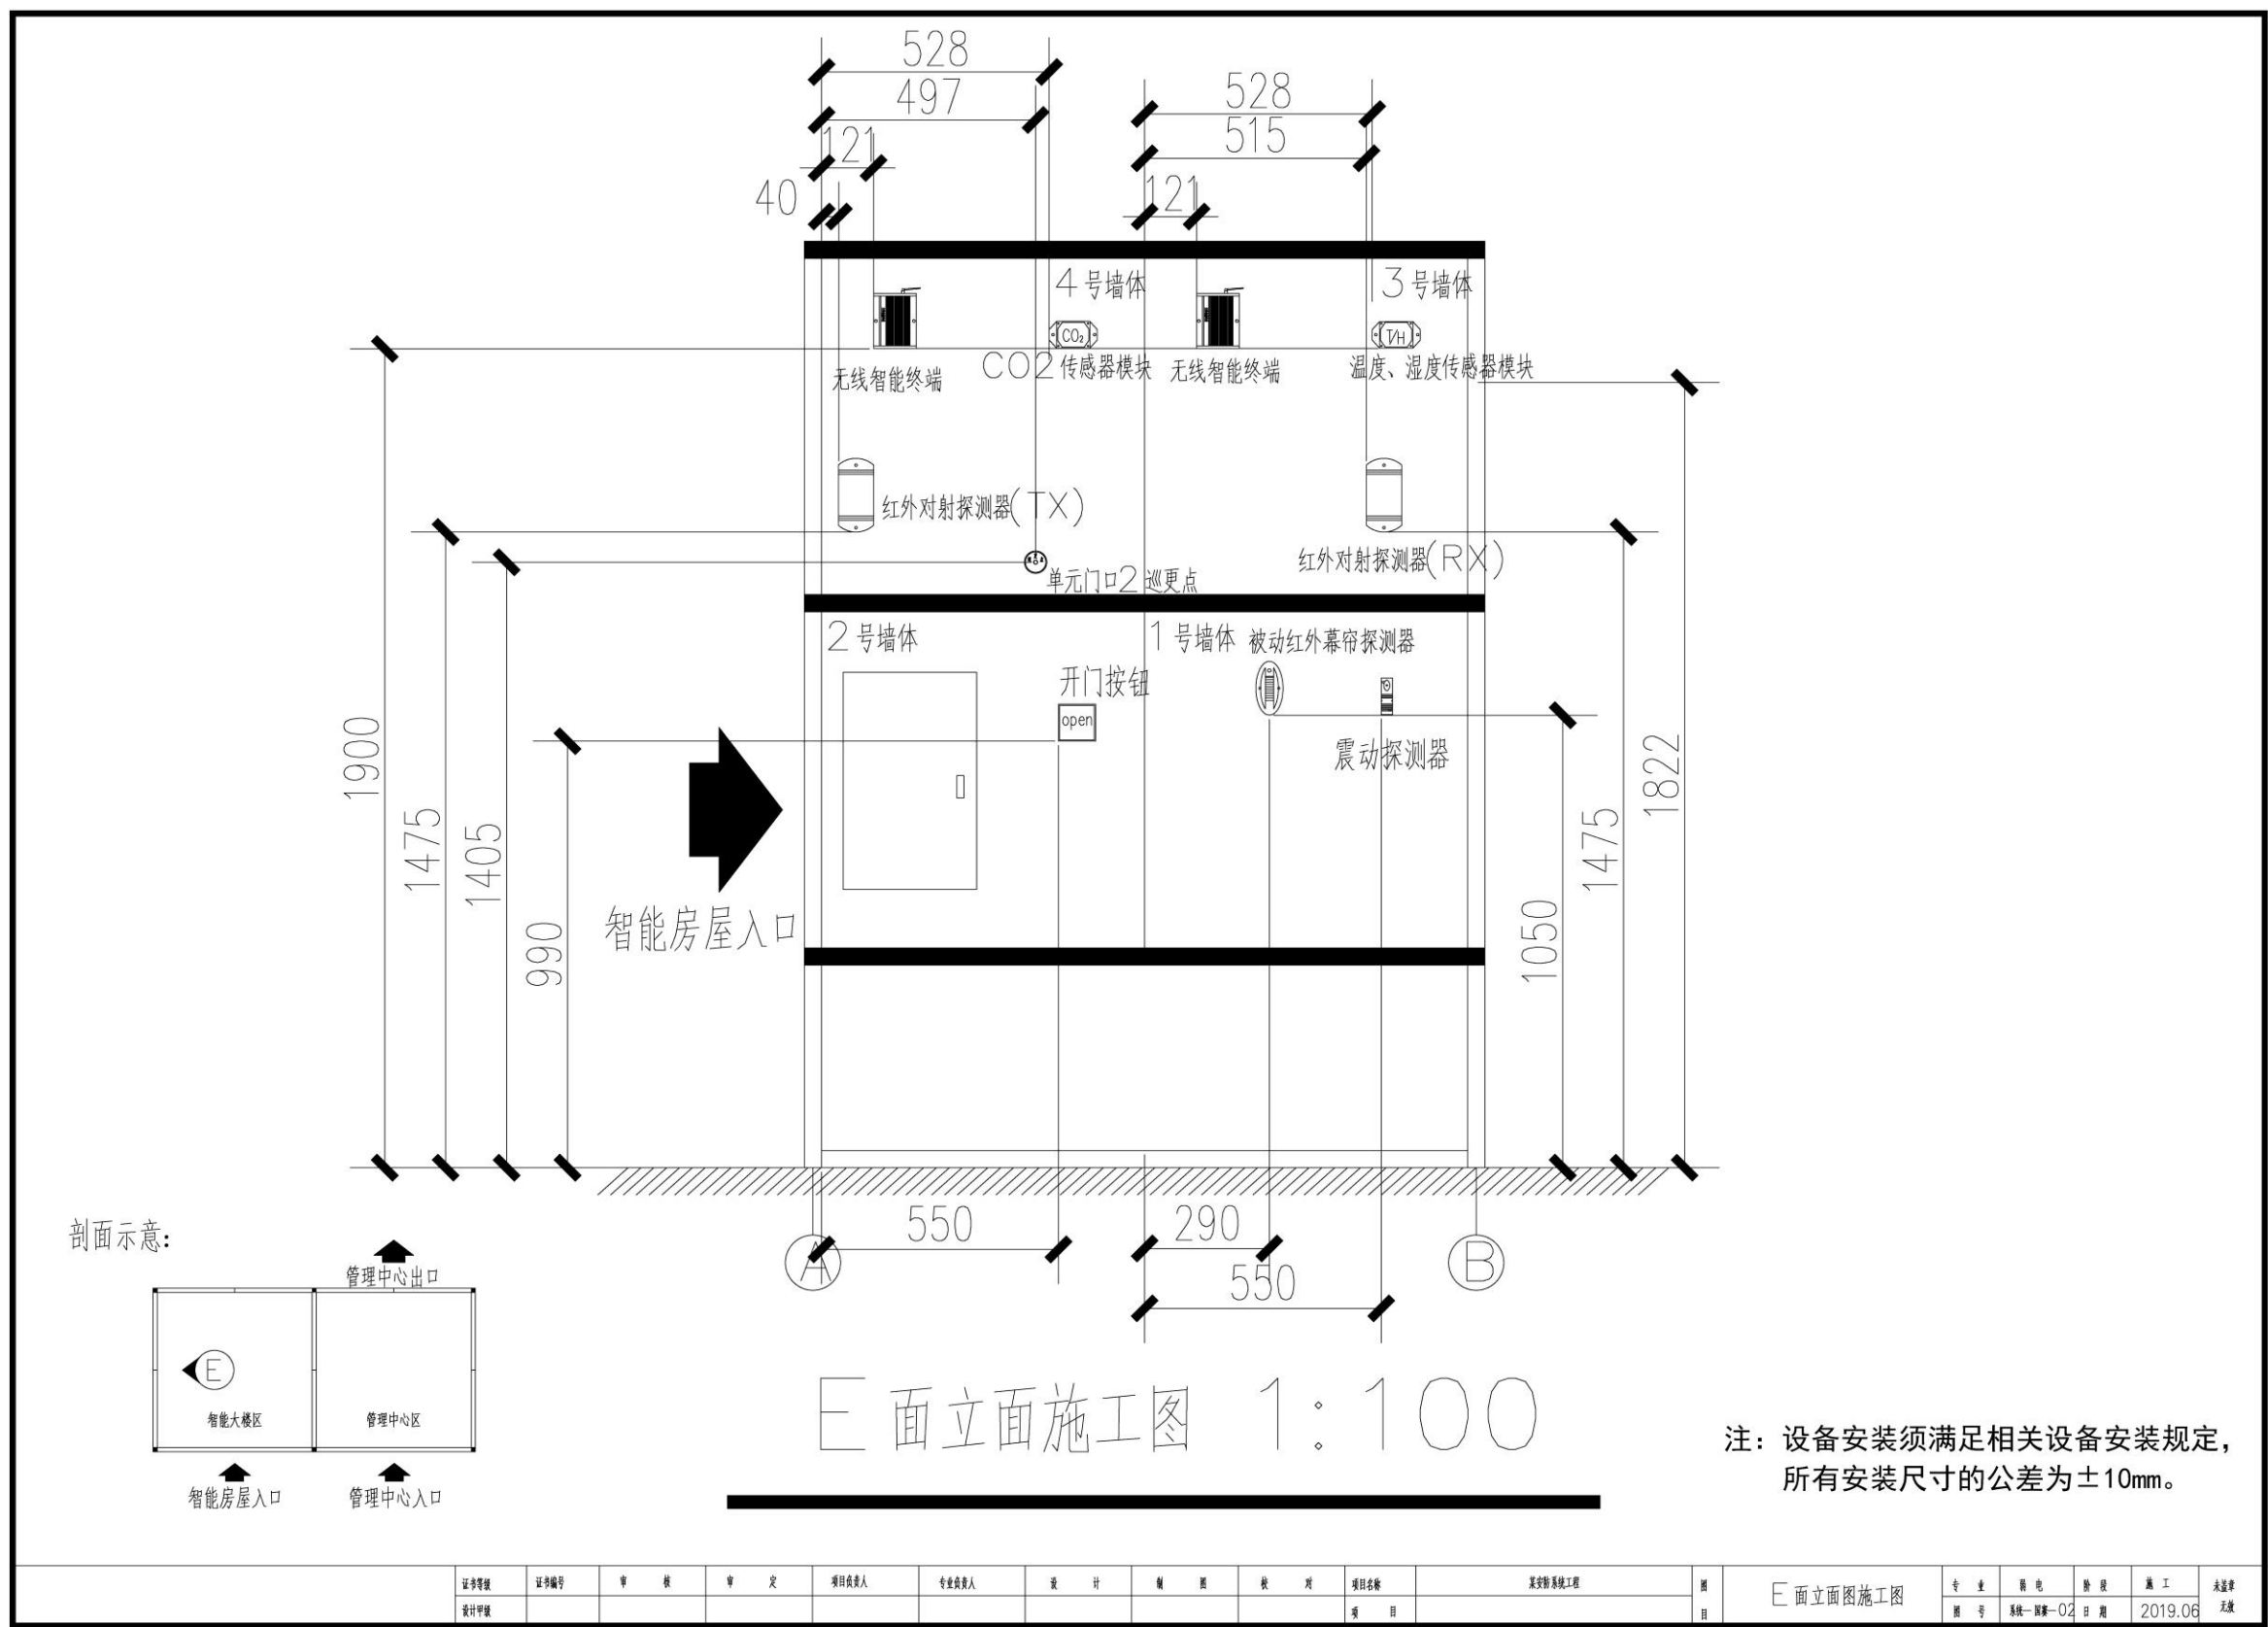 528
497
121
40
528
515
121
4号墙体
3号墙体
CO₂
T/H
无线智能终端
CO2传感器模块
无线智能终端
温度、湿度传感器模块
红外对射探测器(TX)
红外对射探测器(RX)
单元门口2巡更点
2号墙体
1号墙体
被动红外幕帘探测器
开门按钮
open
震动探测器
智能房屋入口
1900
1475
1405
990
1050
1475
1822
550
290
550
A
B
剖面示意:
管理中心出口
E
智能大楼区
管理中心区
智能房屋入口
管理中心入口
E面立面施工图 1:100
注: 设备安装须满足相关设备安装规定,
所有安装尺寸的公差为±10mm。
证书等级 证书编号 审 核 审 定 项目负责人 专业负责人 设 计 制 图 校 对 项目名称 某安防系统工程 图 E面立面图施工图 专 业 弱电 阶段 施工 未盖章
设计甲级 项 目 目 图 号 系统-国赛-02 日期 2019.06 无效